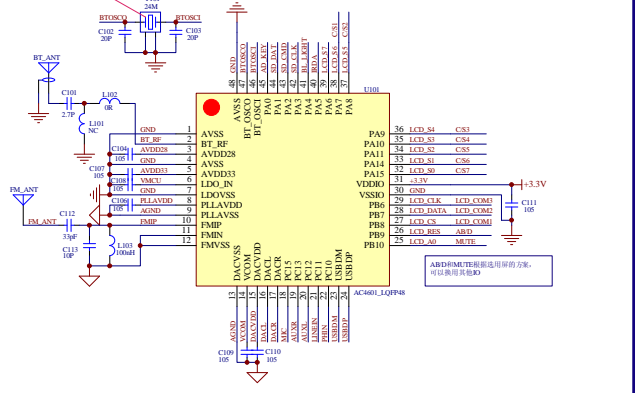 24M
BTOSCO
BTOSCI
C102
20P
C103
20P
BT_ANT
C101
2.7P
L102
0R
L101
NC
GND
BTOSCO
BTOSCI
AD_KEY
SD_DAT
SD_CMD
SD_CLK
BL_LIGHT
IRDA
LCD_S7
LCD_S6 C/S1
LCD_S5 C/S2
48 47 46 45 44 43 42 41 40 39 38 37
AVSS
BT_OSCO
BT_OSCI
PA0
PA1
PA2
PA3
PA4
PA5
PA6
PA7
PA8
U101
GND 1 AVSS
BT_RF 2 BT_RF
C104 105 AVDD28 3 AVDD28
GND 4 AVSS
C107 105 AVDD33 5 AVDD33
C108 105 VMCU 6 LDO_IN
GND 7 LDOVSS
C106 105 PLLAVDD 8 PLLAVDD
AGND 9 PLLAVSS
FM_ANT
FM_ANT C112 33pF FMIP 10 FMIP
11 FMIN
12 FMVSS
C113
10P
L103
100nH
PA9 36 LCD_S4 C/S3
PA10 35 LCD_S3 C/S4
PA11 34 LCD_S2 C/S5
PA14 33 LCD_S1 C/S6
PA15 32 LCD_S0 C/S7
VDDIO 31 +3.3V
+3.3V
VSSIO 30 GND
PB6 29 LCD_CLK LCD_COM3
PB7 28 LCD_DATA LCD_COM2
PB8 27 LCD_CS LCD_COM1
PB9 26 LCD_RES AB/D
PB10 25 LCD_A0 MUTE
C111
105
DACVSS
VCOM
DACVDD
DACL
DACR
PC15
PC13
PC12
PC11
PC10
USBDM
USBDP
13 14 15 16 17 18 19 20 21 22 23 24
AC4601_LQFP48
AGND
VCOM
DACVDD
DACL
DACR
MIC
AUXR
AUXL
LINEIN
PHIN
USBDM
USBDP
C109
105
C110
105
AB/D和MUTE根据选用屏的方案,
可以换用其他IO